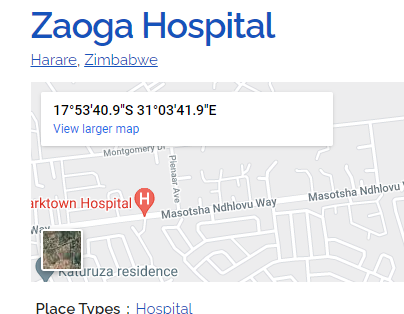 Zaoga Hospital
Harare, Zimbabwe
17°53'40.9"S 31°03'41.9"E
View larger map
Montgomery Dr
Pienaar Ave
arktown Hospital
Masotsha Ndhlovu Way
Masotsha Ndhlovu W
Way
Katuruza residence
Place Types : Hospital